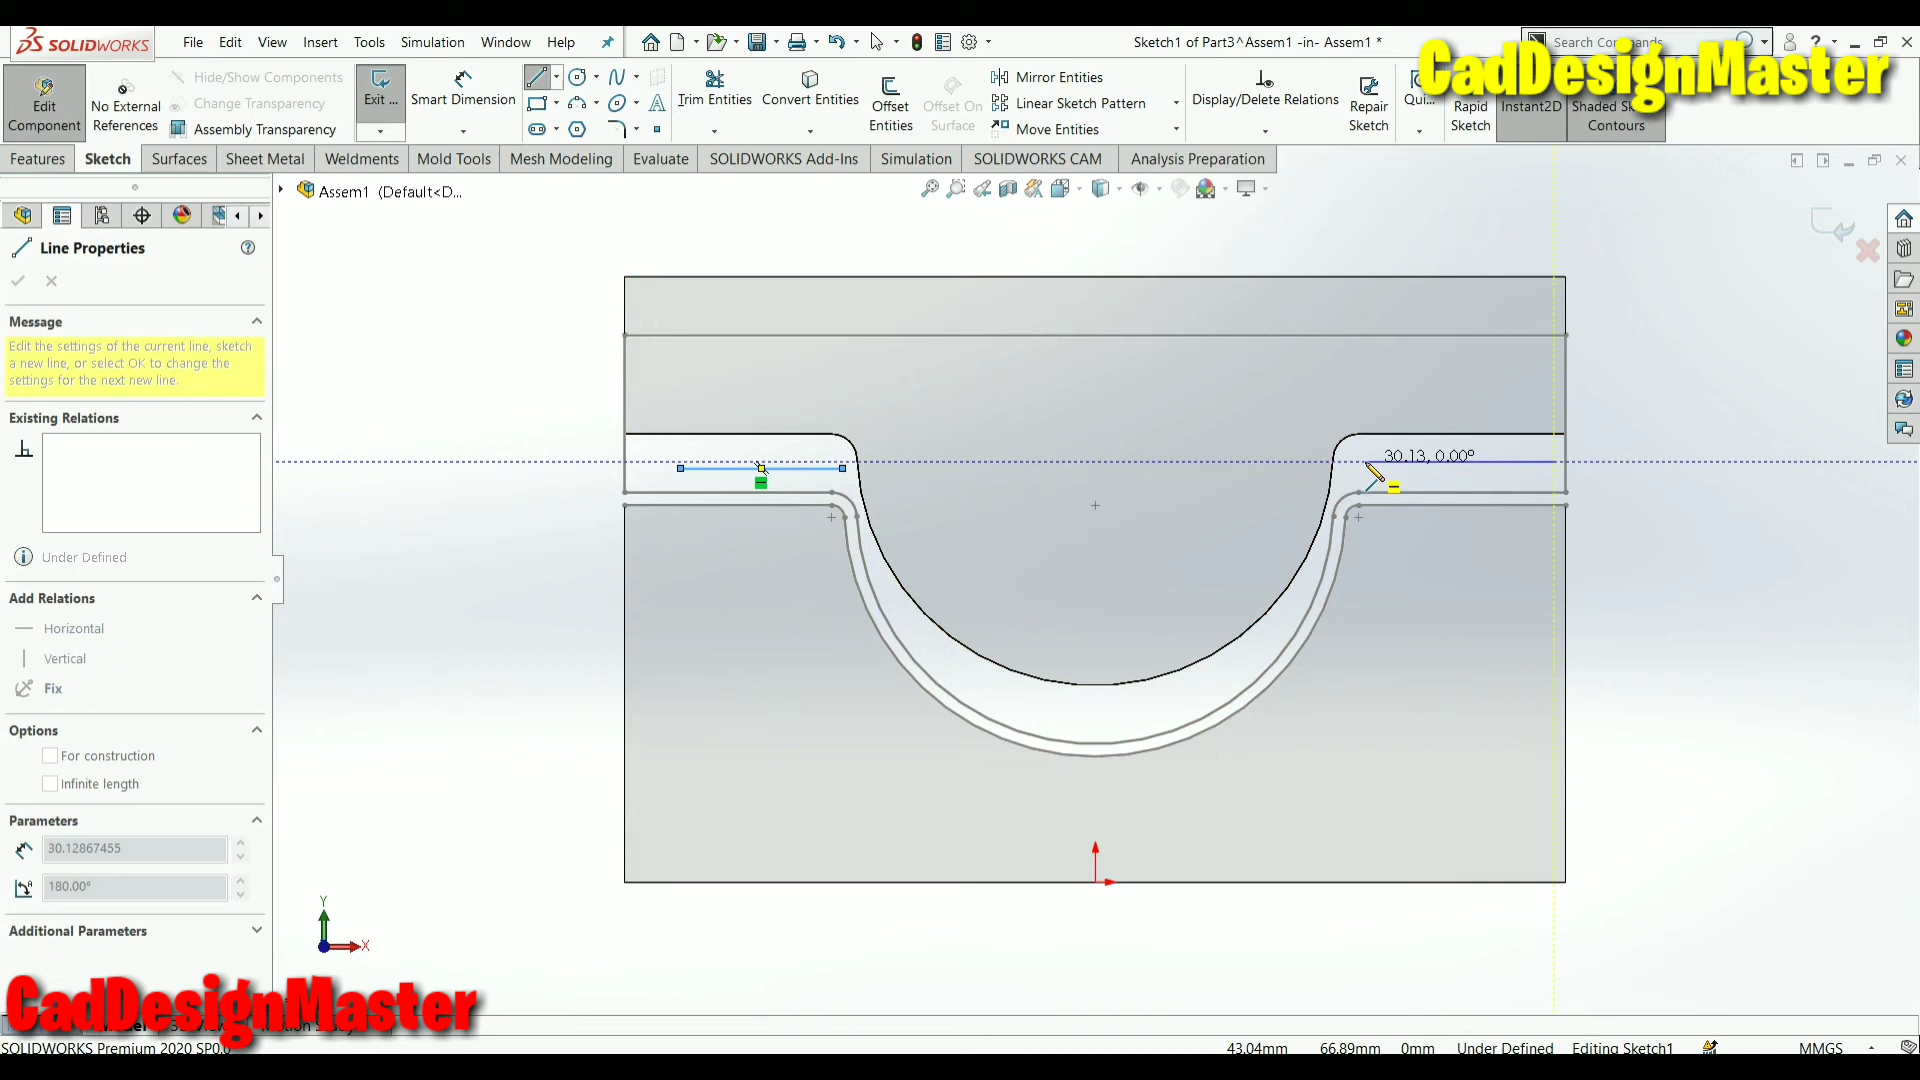 SOLIDWORKS
File Edit View Insert Tools Simulation Window Help
Sketch1 of Part3^Assem1 -in- Assem1 *
Search Commands
CadDesignMaster
Edit Component
No External References
Hide/Show Components
Change Transparency
Assembly Transparency
Exit ...
Smart Dimension
Trim Entities
Convert Entities
Offset Entities
Offset On Surface
Mirror Entities
Linear Sketch Pattern
Move Entities
Display/Delete Relations
Repair Sketch
Qui...
Rapid Sketch
Instant2D
Shaded Sk
Contours
Features Sketch Surfaces Sheet Metal Weldments Mold Tools Mesh Modeling Evaluate SOLIDWORKS Add-Ins Simulation SOLIDWORKS CAM Analysis Preparation
Assem1 (Default<D...
Line Properties
Message
Edit the settings of the current line, sketch
a new line, or select OK to change the
settings for the next new line.
Existing Relations
Under Defined
Add Relations
Horizontal
Vertical
Fix
Options
For construction
Infinite length
Parameters
30.12867455
180.00°
Additional Parameters
30.13, 0.00°
Y
X
CadDesignMaster
SOLIDWORKS Premium 2020 SP0.0
43.04mm 66.89mm 0mm Under Defined Editing Sketch1 MMGS